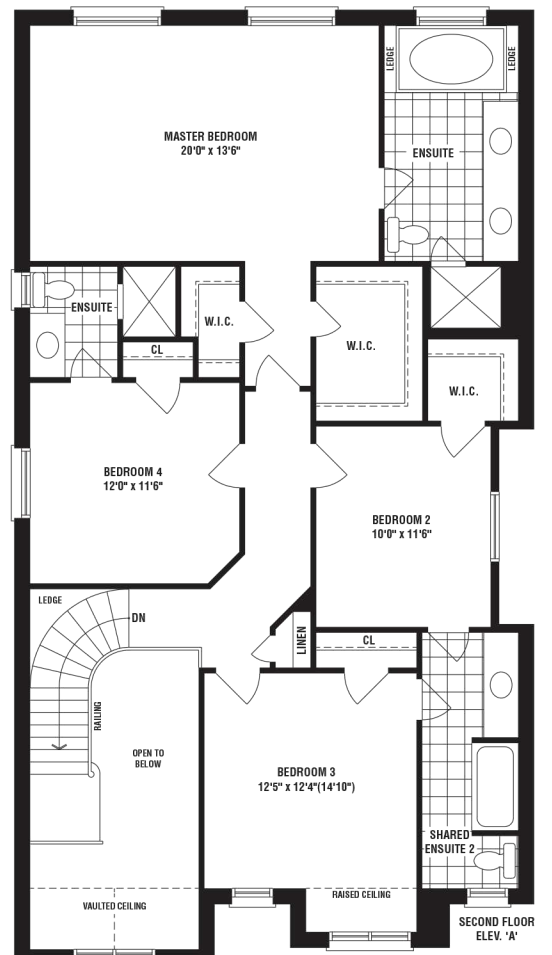 LEDGE
LEDGE
MASTER BEDROOM
20'0" x 13'6"
ENSUITE
ENSUITE
W.I.C.
W.I.C.
CL
W.I.C.
BEDROOM 4
12'0" x 11'6"
BEDROOM 2
10'0" x 11'6"
LEDGE
DN
LINEN
CL
RAILING
OPEN TO
BELOW
BEDROOM 3
12'5" x 12'4"(14'10")
SHARED
ENSUITE 2
VAULTED CEILING
RAISED CEILING
SECOND FLOOR
ELEV. 'A'